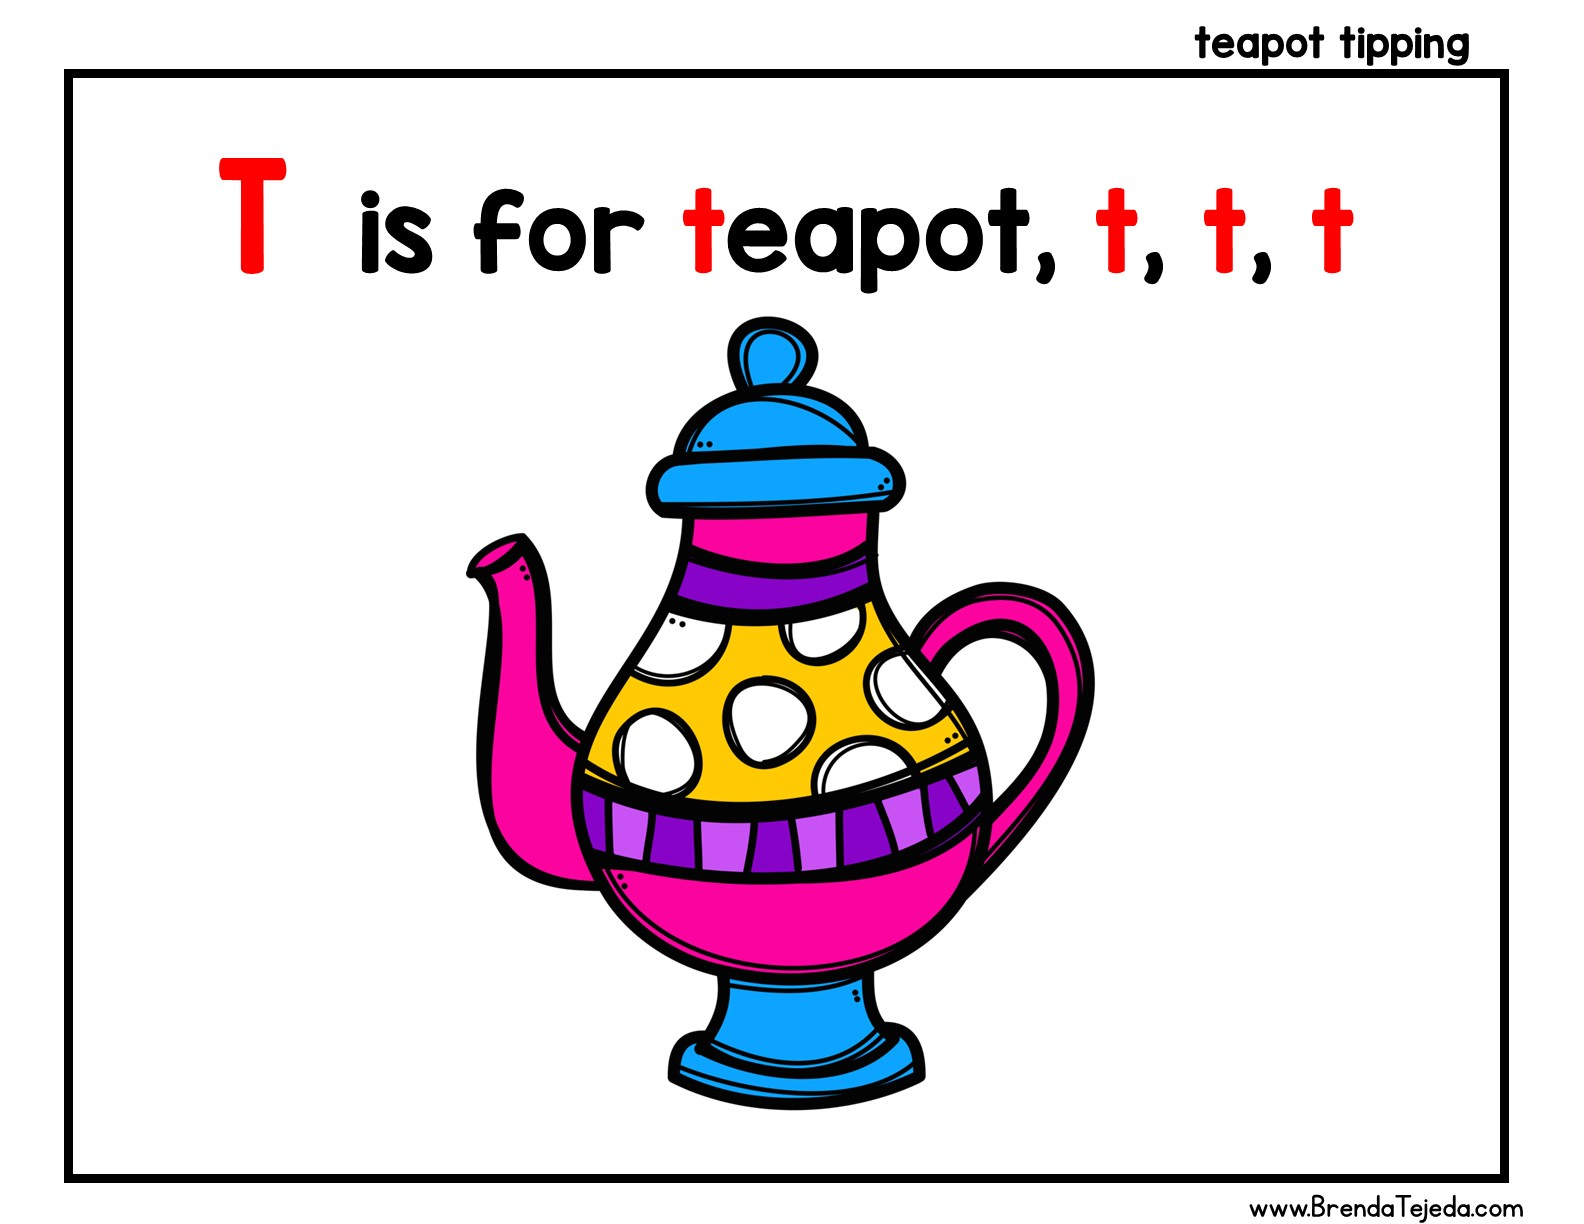 teapot tipping
T is for teapot, t, t, t
www.BrendaTejeda.com